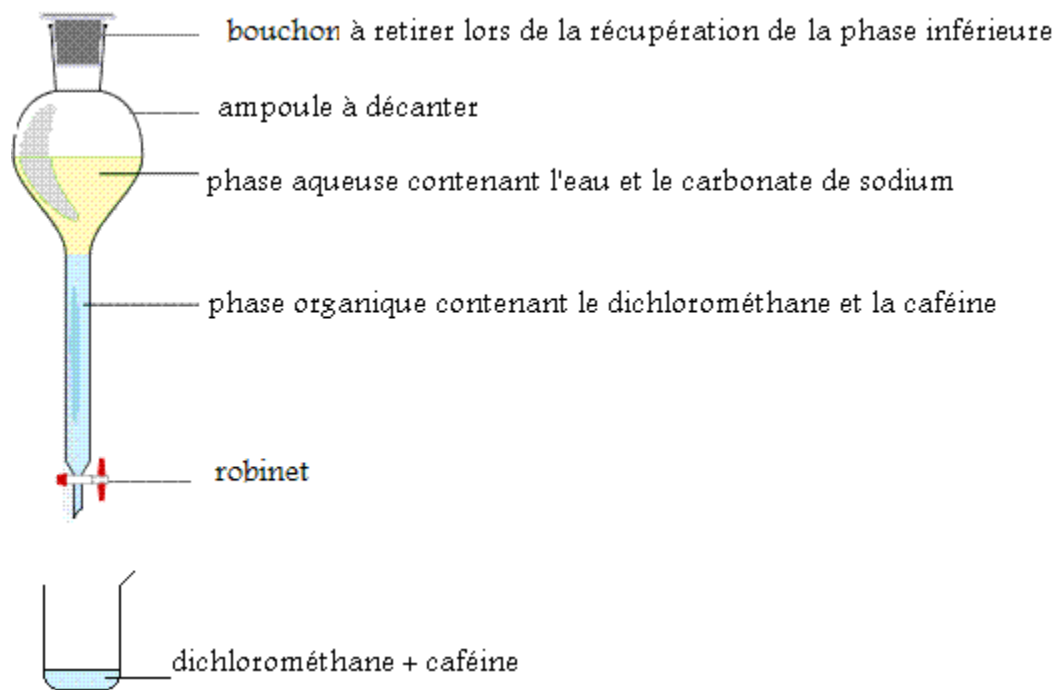 bouchon à retirer lors de la récupération de la phase inférieure
ampoule à décanter
phase aqueuse contenant l'eau et le carbonate de sodium
phase organique contenant le dichlorométhane et la caféine
robinet
dichlorométhane + caféine